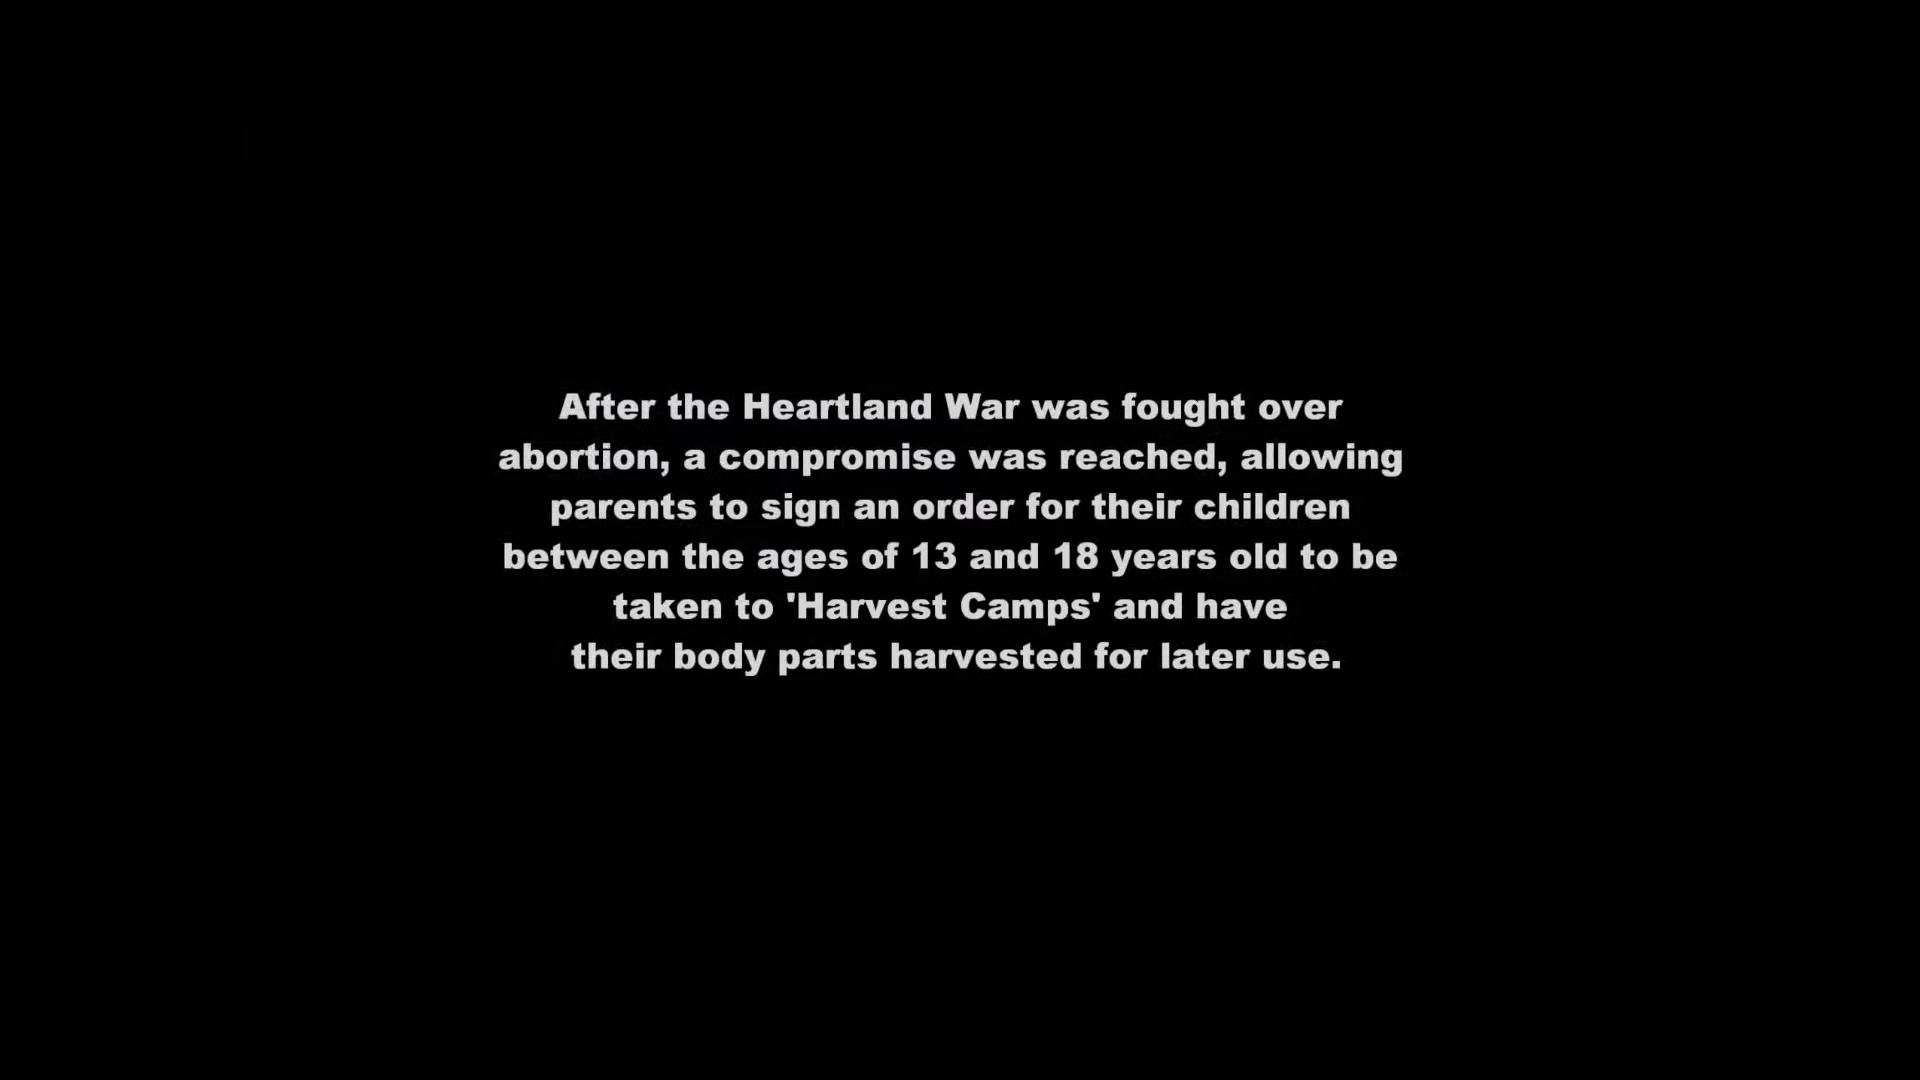 After the Heartland War was fought over
abortion, a compromise was reached, allowing
parents to sign an order for their children
between the ages of 13 and 18 years old to be
taken to 'Harvest Camps' and have
their body parts harvested for later use.